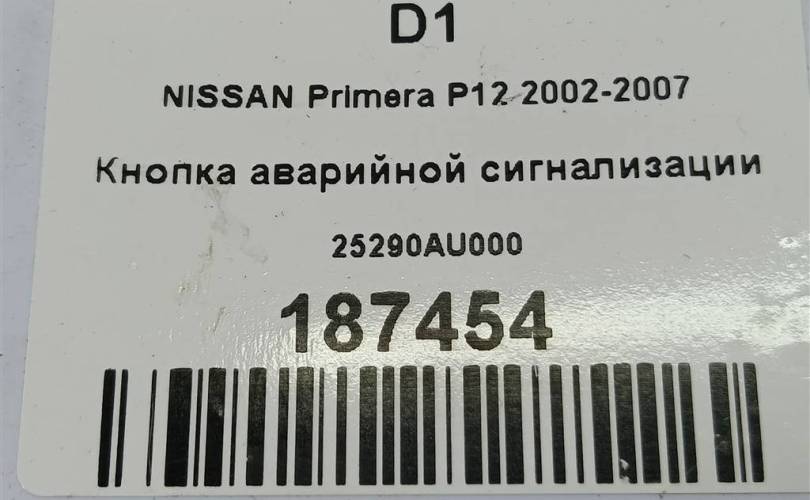 D1
NISSAN Primera P12 2002-2007
Кнопка аварийной сигнализации
25290AU000
187454